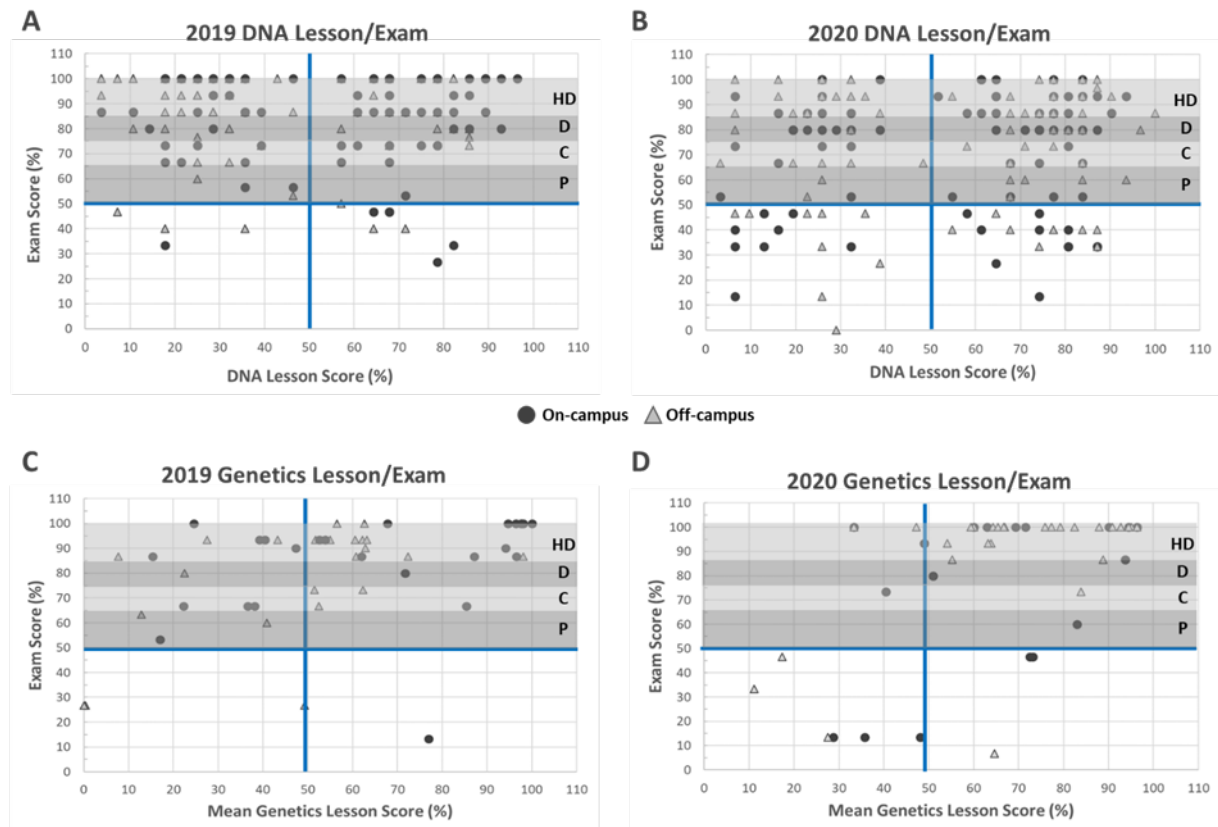 A
2019 DNA Lesson/Exam
110
100
90
80
70
60
50
40
30
20
10
0
Exam Score (%)
HD
D
C
P
0 10 20 30 40 50 60 70 80 90 100 110
DNA Lesson Score (%)
B
2020 DNA Lesson/Exam
110
100
90
80
70
60
50
40
30
20
10
0
Exam Score (%)
HD
D
C
P
0 10 20 30 40 50 60 70 80 90 100 110
DNA Lesson Score (%)
On-campus Off-campus
C
2019 Genetics Lesson/Exam
110
100
90
80
70
60
50
40
30
20
10
0
Exam Score (%)
HD
D
C
P
0 10 20 30 40 50 60 70 80 90 100 110
Mean Genetics Lesson Score (%)
D
2020 Genetics Lesson/Exam
110
100
90
80
70
60
50
40
30
20
10
0
Exam Score (%)
HD
D
C
P
0 10 20 30 40 50 60 70 80 90 100 110
Mean Genetics Lesson Score (%)